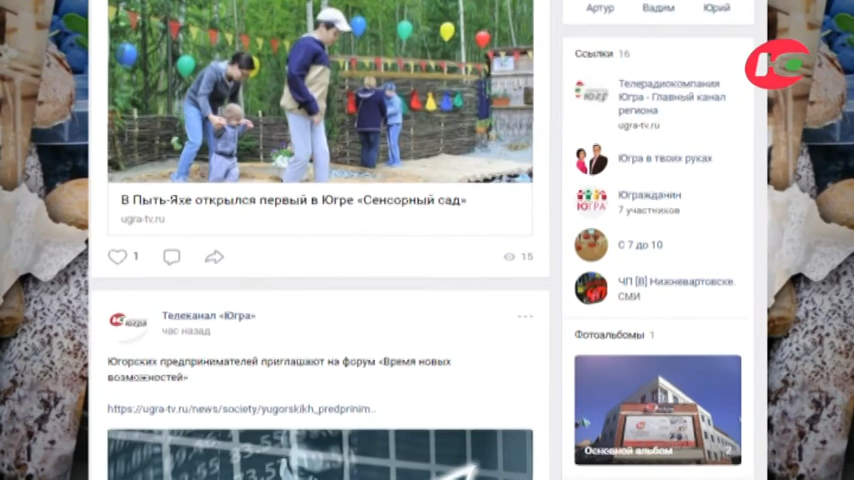 В Пыть-Яхе открылся первый в Югре «Сенсорный сад»
ugra-tv.ru
1
15
Телеканал «Югра»
час назад
Югорских предпринимателей приглашают на форум «Время новых
возможностей»
https://ugra-tv.ru/news/society/yugorskikh_predprinim..
Артур Вадим Юрий
Ссылки 16
Телерадиокомпания
Югра - Главный канал
региона
ugra-tv.ru
Югра в твоих руках
Югражданин
7 участников
С 7 до 10
ЧП [В] Нижневартовске.
СМИ
Фотоальбомы 1
Основной альбом 2